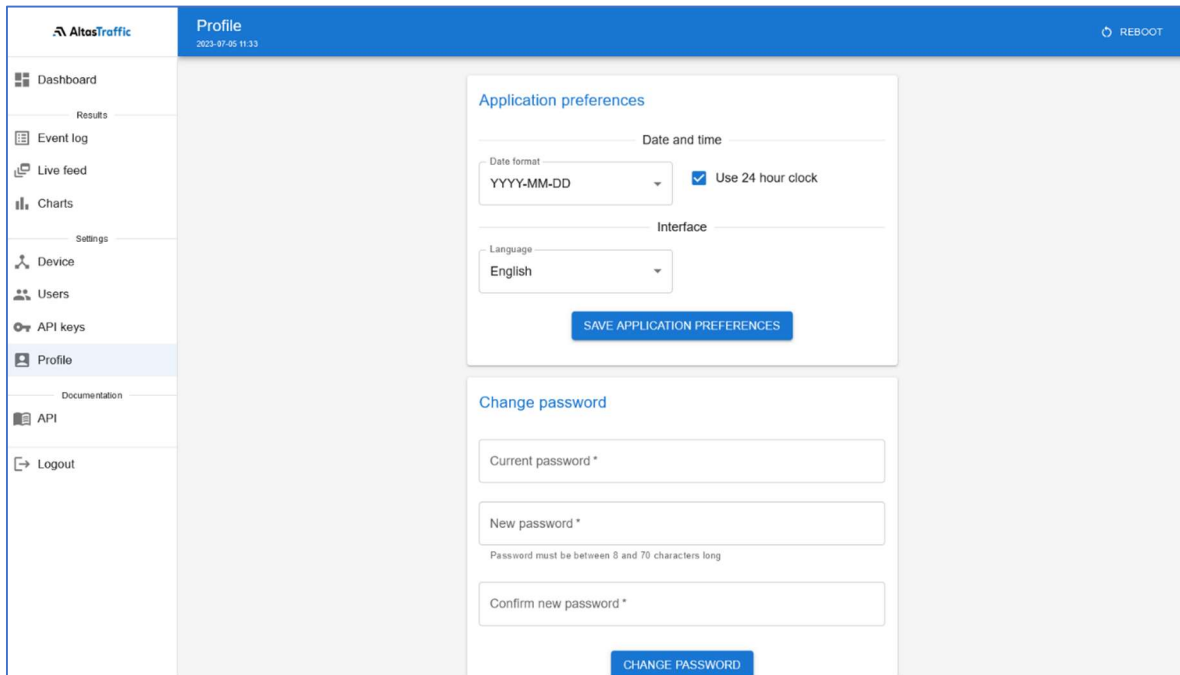 AltasTraffic
Profile
2023-07-05 11:33
REBOOT
Dashboard
Results
Event log
Live feed
Charts
Settings
Device
Users
API keys
Profile
Documentation
API
Logout
Application preferences
Date and time
Date format
YYYY-MM-DD
Use 24 hour clock
Interface
Language
English
SAVE APPLICATION PREFERENCES
Change password
Current password *
New password *
Password must be between 8 and 70 characters long
Confirm new password *
CHANGE PASSWORD